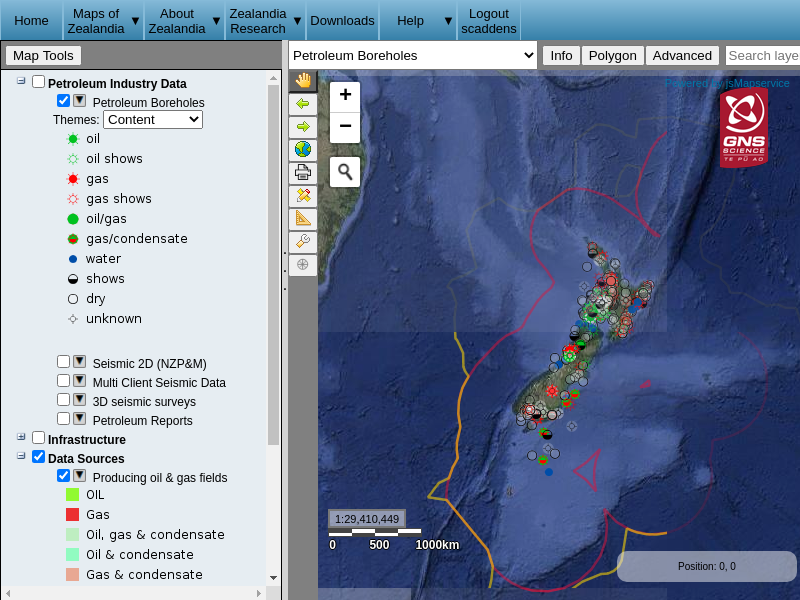 Home
Maps of Zealandia ▼
About Zealandia ▼
Zealandia Research ▼
Downloads
Help ▼
Logout scaddens
Map Tools
Petroleum Boreholes
Info
Polygon
Advanced
Search laye
Petroleum Industry Data
Petroleum Boreholes
Themes: Content
oil
oil shows
gas
gas shows
oil/gas
gas/condensate
water
shows
dry
unknown
Seismic 2D (NZP&M)
Multi Client Seismic Data
3D seismic surveys
Petroleum Reports
Infrastructure
Data Sources
Producing oil & gas fields
OIL
Gas
Oil, gas & condensate
Oil & condensate
Gas & condensate
+
−
Powered by jsMapservice
GNS
SCIENCE
TE PŪ AO
1:29,410,449
0 500 1000km
Position: 0, 0